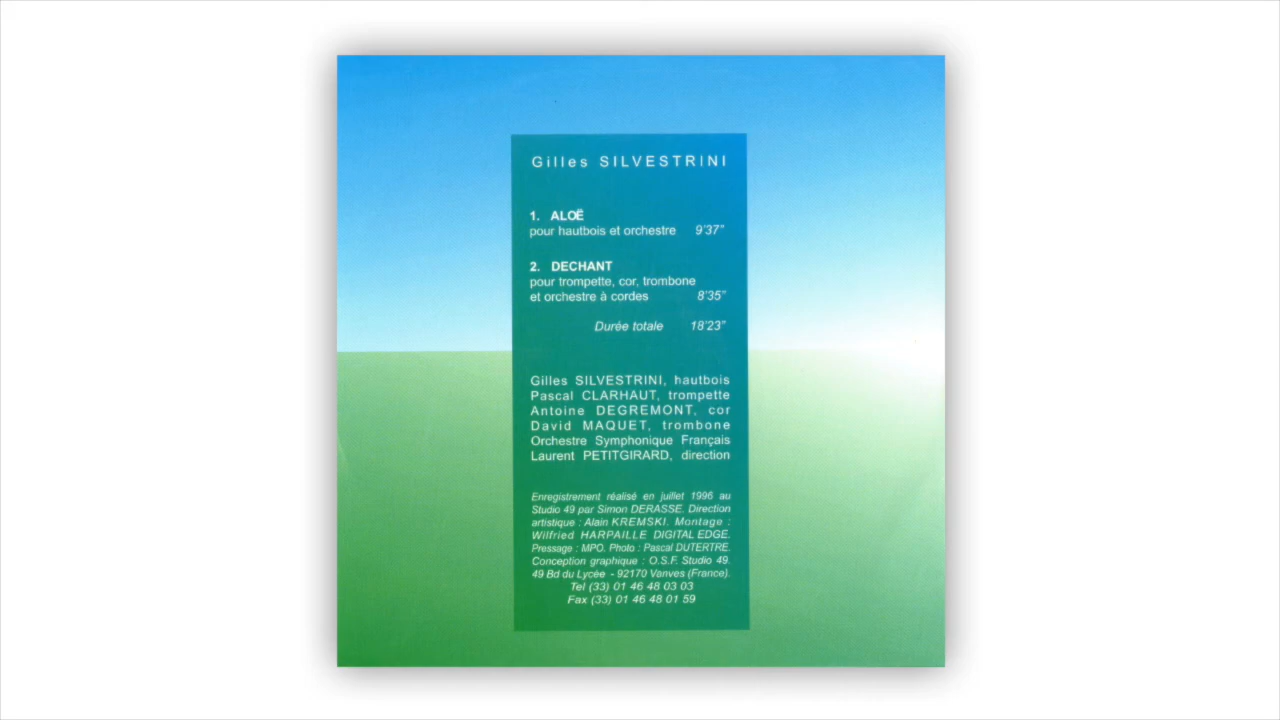 Gilles SILVESTRINI
1. ALOË
pour hautbois et orchestre 9'37"
2. DECHANT
pour trompette, cor, trombone
et orchestre à cordes 8'35"
Durée totale 18'23"
Gilles SILVESTRINI, hautbois
Pascal CLARHAUT, trompette
Antoine DEGREMONT, cor
David MAQUET, trombone
Orchestre Symphonique Français
Laurent PETITGIRARD, direction
Enregistrement réalisé en juillet 1996 au
Studio 49 par Simon DERASSE. Direction
artistique : Alain KREMSKI. Montage :
Wilfried HARPAILLE DIGITAL EDGE.
Pressage : MPO. Photo : Pascal DUTERTRE.
Conception graphique : O.S.F. Studio 49.
49 Bd du Lycée - 92170 Vanves (France).
Tel (33) 01 46 48 03 03
Fax (33) 01 46 48 01 59